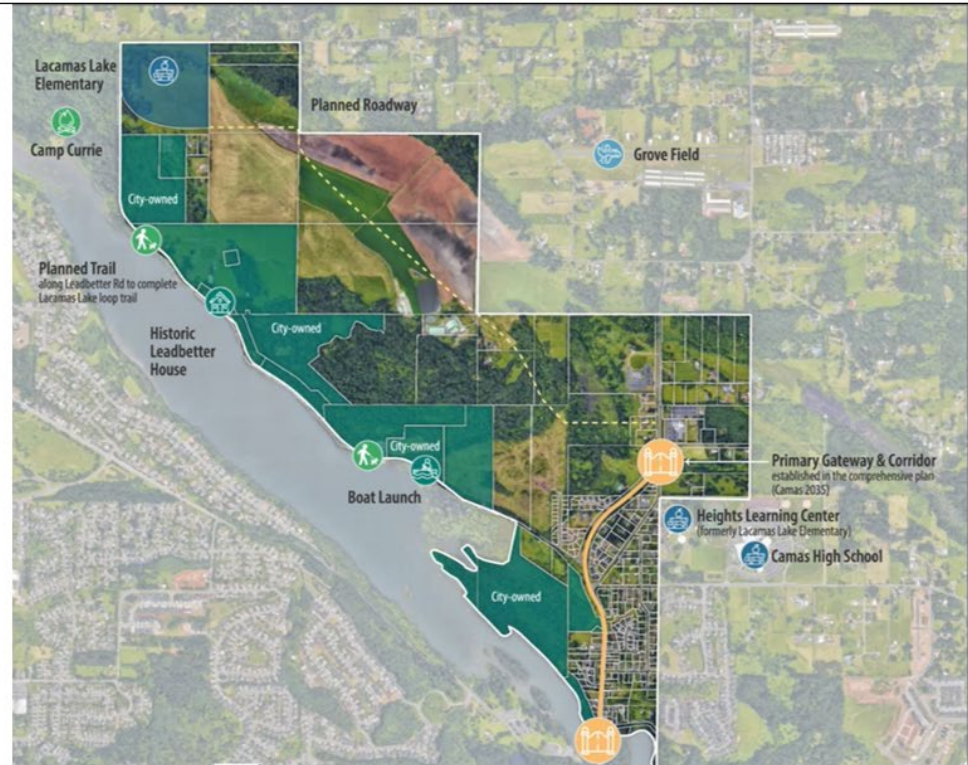 Lacamas Lake
Elementary
Camp Currie
Planned Roadway
Grove Field
City-owned
Planned Trail
along Leadbetter Rd to complete
Lacamas Lake loop trail
Historic
Leadbetter
House
City-owned
City-owned
Boat Launch
Primary Gateway & Corridor
established in the comprehensive plan
(Camas 2035)
Heights Learning Center
(formerly Lacamas Lake Elementary)
Camas High School
City-owned